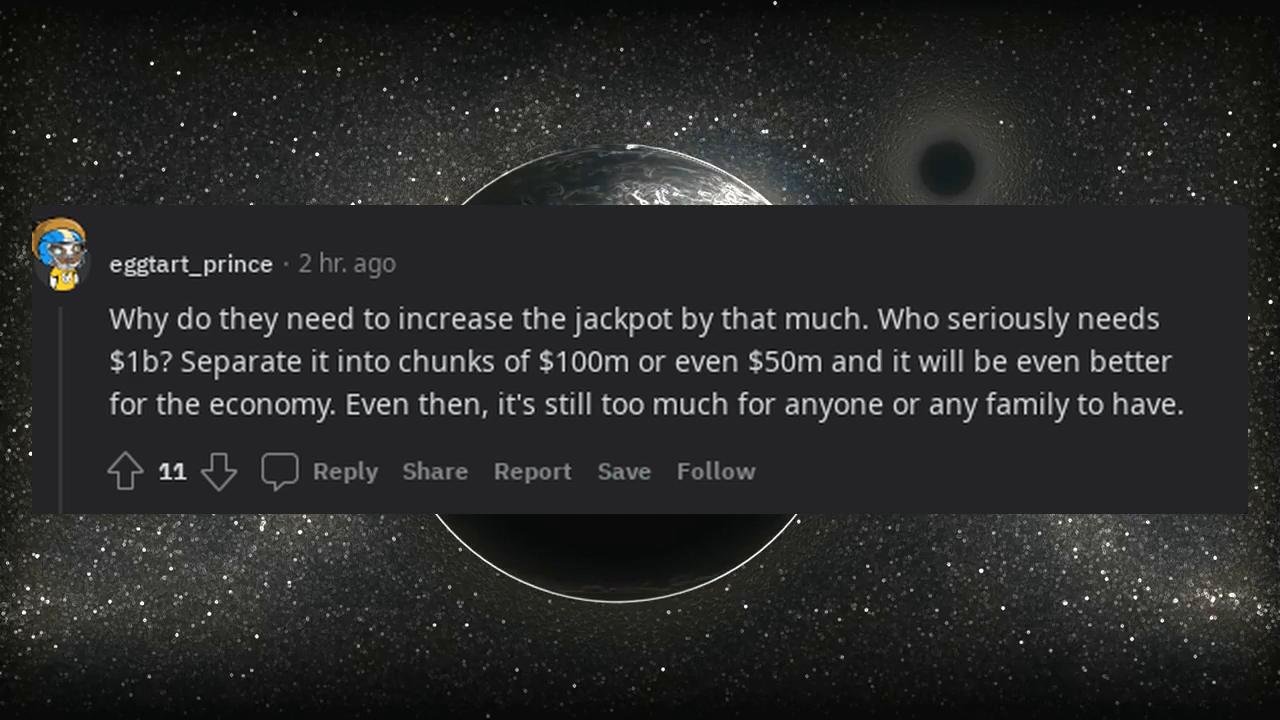 eggtart_prince · 2 hr. ago
Why do they need to increase the jackpot by that much. Who seriously needs
$1b? Separate it into chunks of $100m or even $50m and it will be even better
for the economy. Even then, it's still too much for anyone or any family to have.
11 Reply Share Report Save Follow